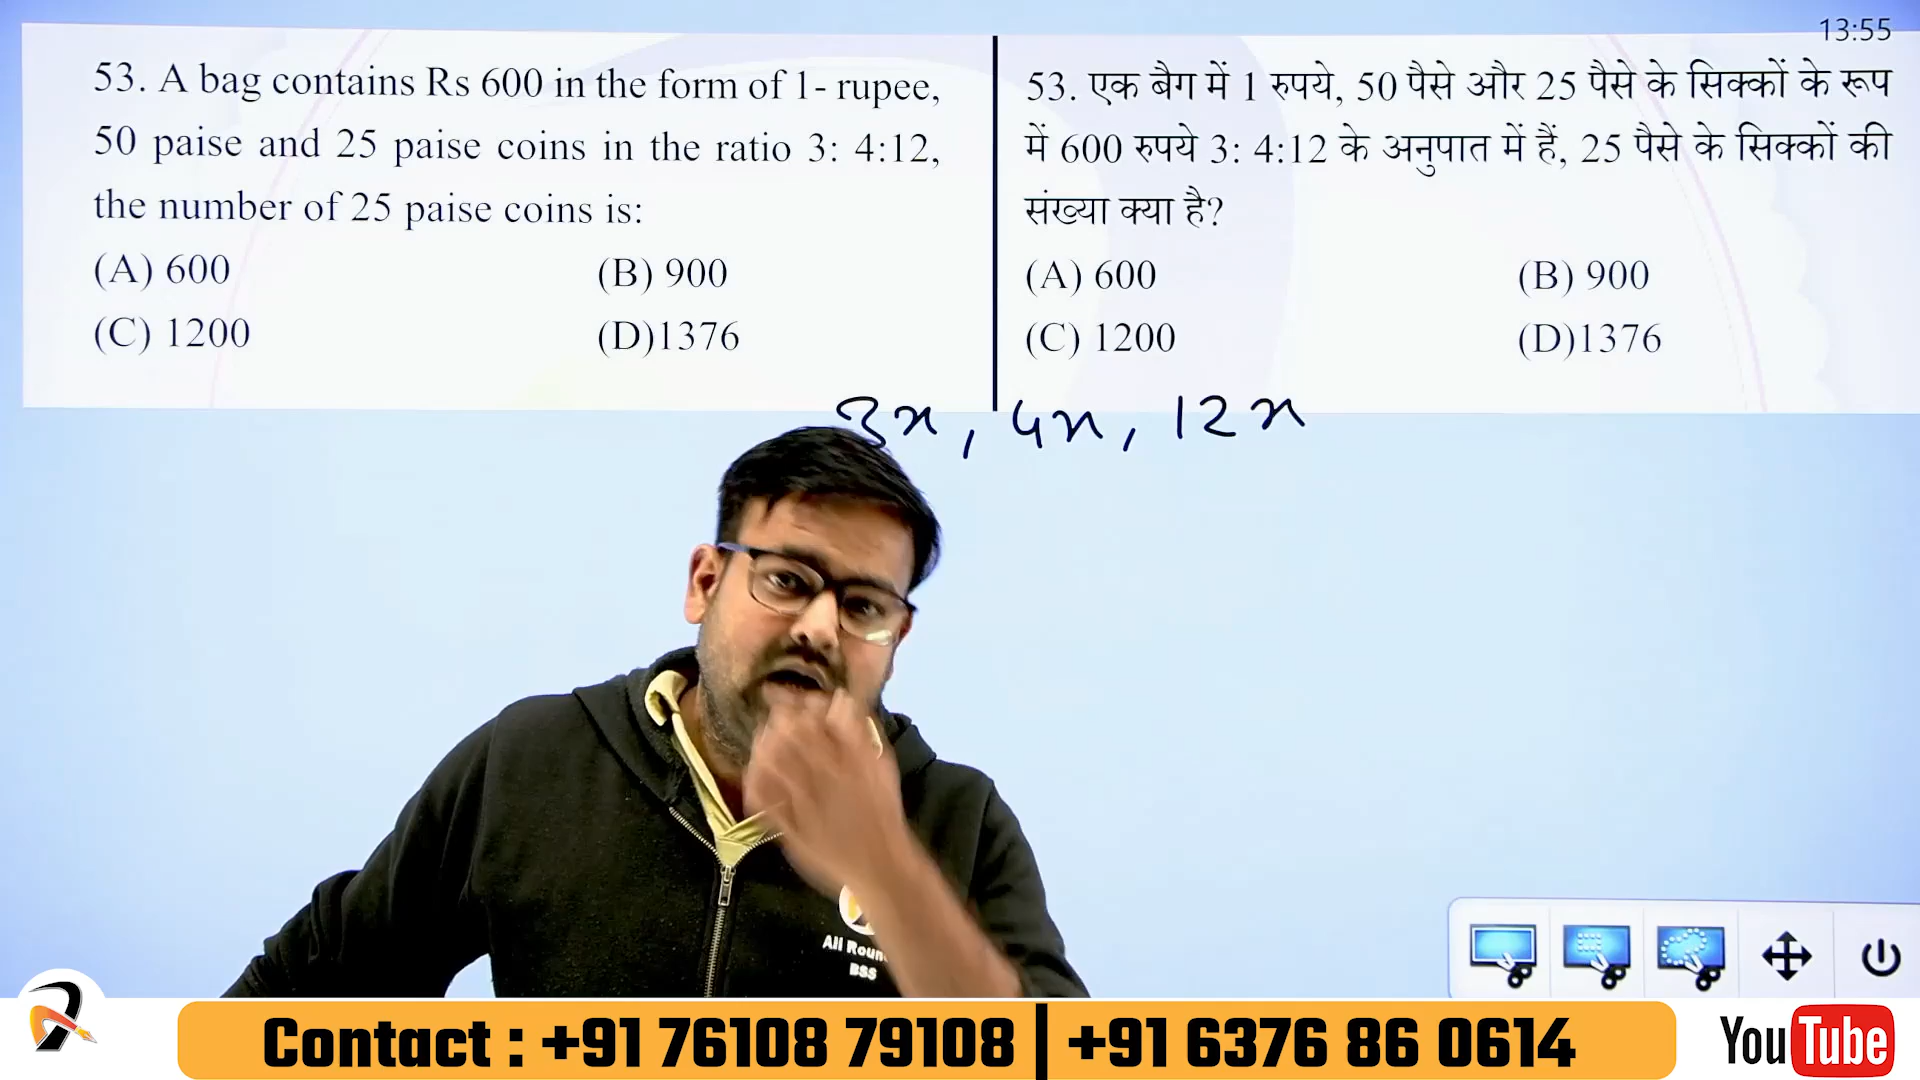 13:55
53. A bag contains Rs 600 in the form of 1- rupee,
50 paise and 25 paise coins in the ratio 3: 4:12,
the number of 25 paise coins is:
(A) 600 (B) 900
(C) 1200 (D)1376
53. एक बैग में 1 रुपये, 50 पैसे और 25 पैसे के सिक्कों के रूप
में 600 रुपये 3: 4:12 के अनुपात में हैं, 25 पैसे के सिक्कों की
संख्या क्या है?
(A) 600 (B) 900
(C) 1200 (D)1376
3x, 4x, 12x
All Roun
BSS
Contact : +91 76108 79108 | +91 6376 86 0614
YouTube